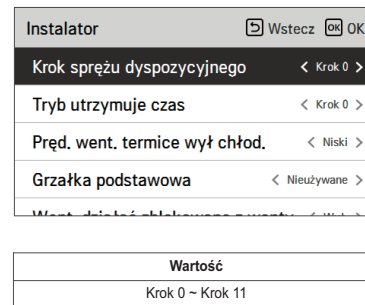 Instalator Wstecz OK OK
Krok sprężu dyspozycyjnego < Krok 0 >
Tryb utrzymuje czas < Krok 0 >
Pręd. went. termice wył chłod. < Niski >
Grzałka podstawowa < Nieużywane >
Wartość
Krok 0 ~ Krok 11